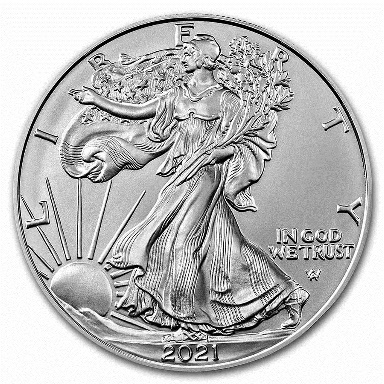 LIBERTY
IN GOD
WE TRUST
2021